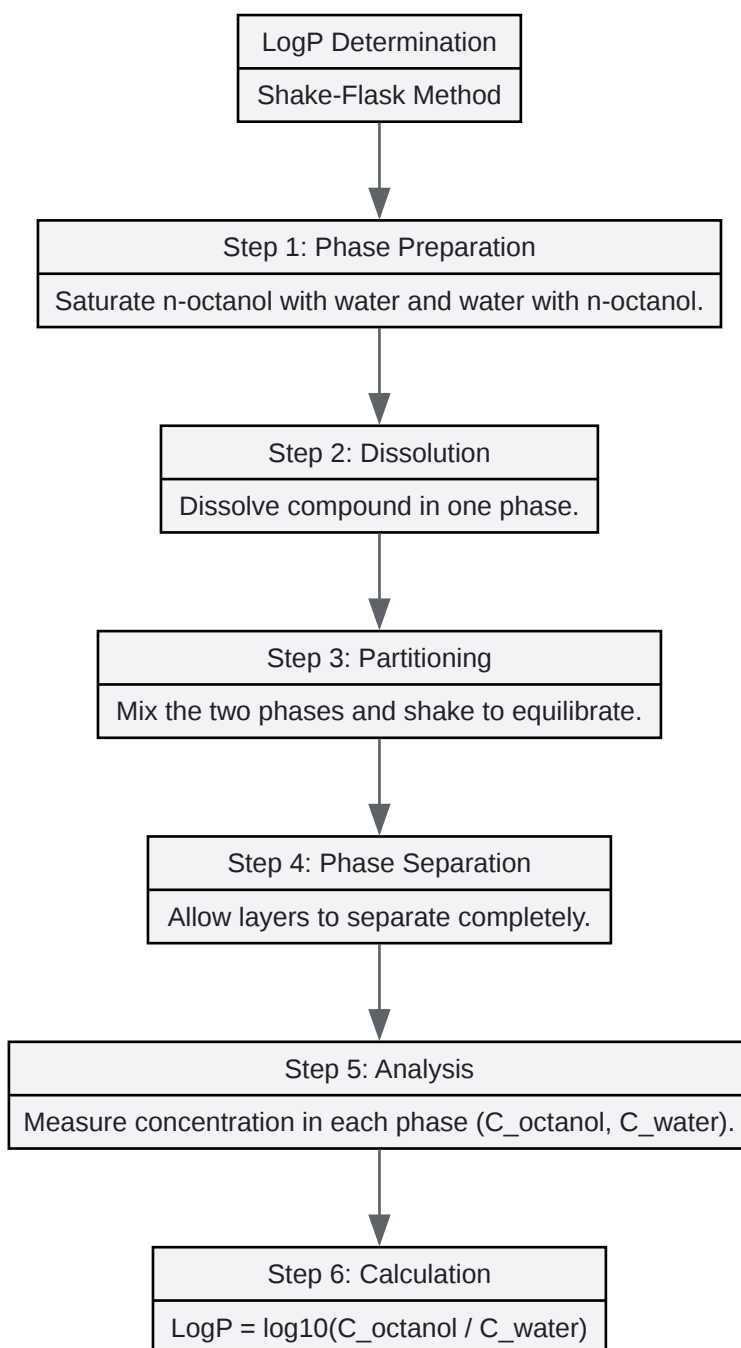 LogP Determination
Shake-Flask Method
Step 1: Phase Preparation
Saturate n-octanol with water and water with n-octanol.
Step 2: Dissolution
Dissolve compound in one phase.
Step 3: Partitioning
Mix the two phases and shake to equilibrate.
Step 4: Phase Separation
Allow layers to separate completely.
Step 5: Analysis
Measure concentration in each phase (C_octanol, C_water).
Step 6: Calculation
LogP = log10(C_octanol / C_water)